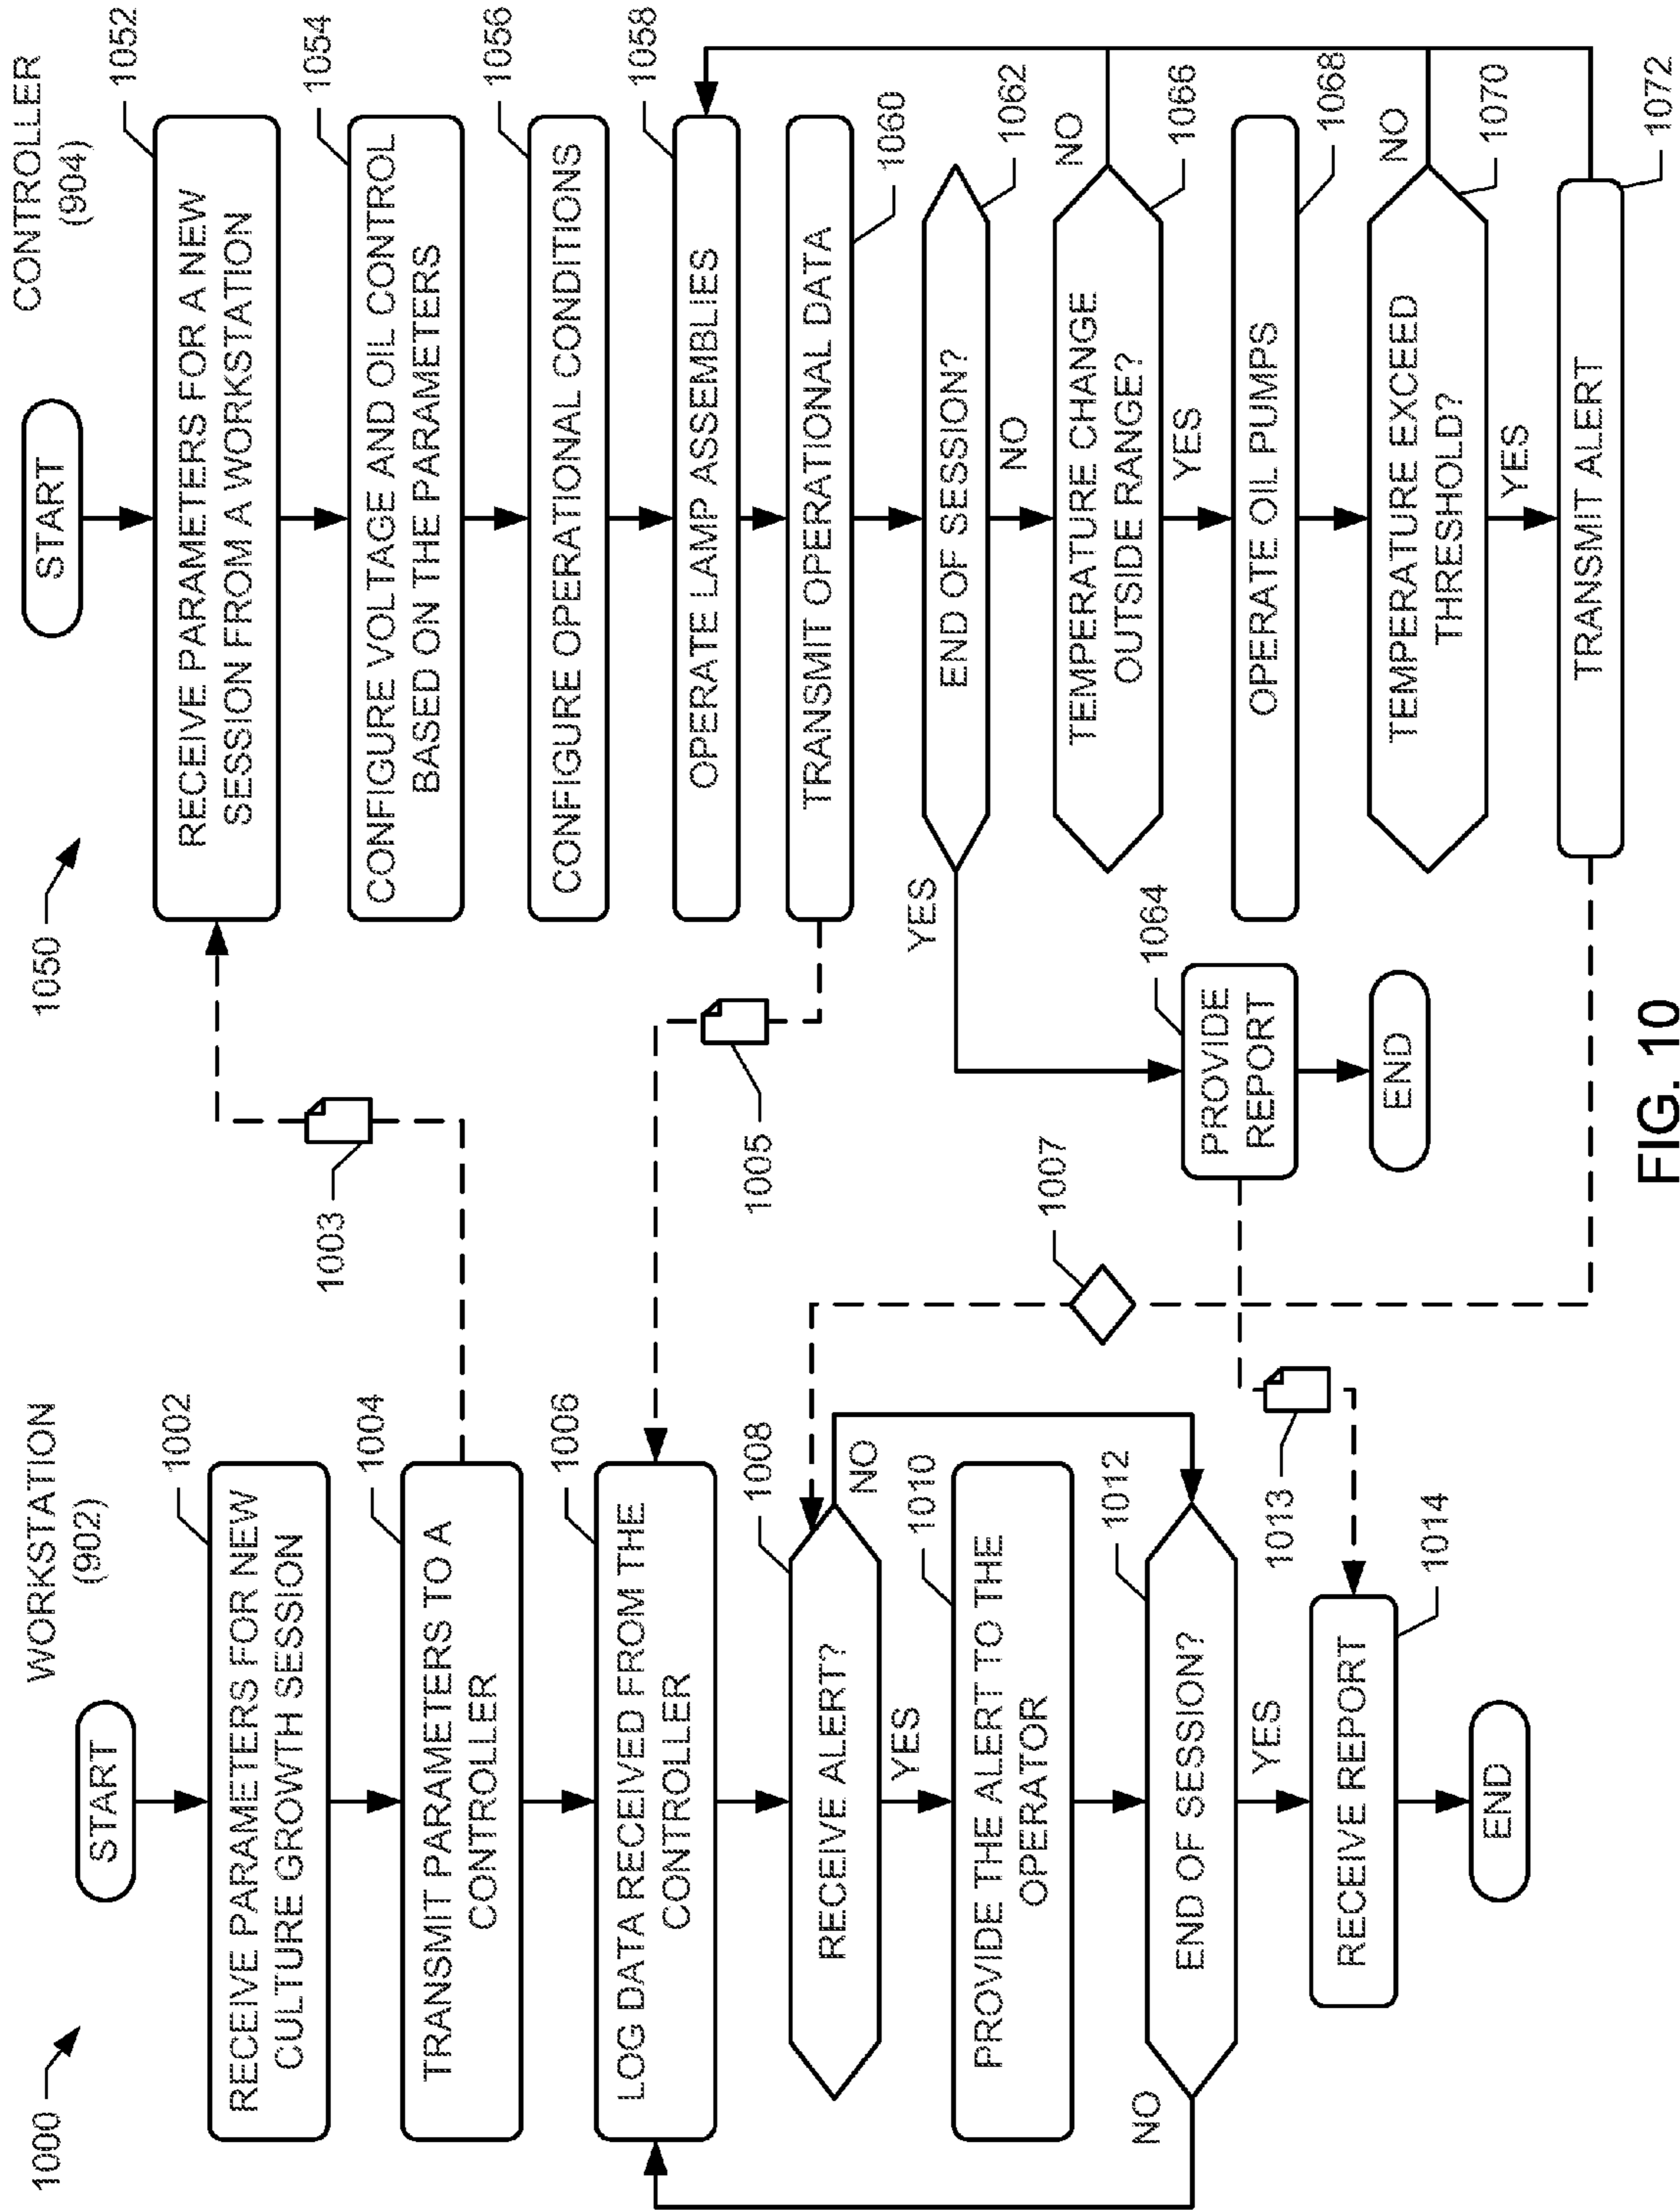 1000
WORKSTATION
(902)
START
1002
RECEIVE PARAMETERS FOR NEW
CULTURE GROWTH SESSION
1004
TRANSMIT PARAMETERS TO A
CONTROLLER
1003
1006
LOG DATA RECEIVED FROM THE
CONTROLLER
1005
1008
RECEIVE ALERT?
NO
YES
1007
1010
PROVIDE THE ALERT TO THE
OPERATOR
1012
END OF SESSION?
NO
YES
1013
1014
RECEIVE REPORT
END
1050
CONTROLLER
(904)
START
1052
RECEIVE PARAMETERS FOR A NEW
SESSION FROM A WORKSTATION
1054
CONFIGURE VOLTAGE AND OIL CONTROL
BASED ON THE PARAMETERS
1056
CONFIGURE OPERATIONAL CONDITIONS
1058
OPERATE LAMP ASSEMBLIES
1060
TRANSMIT OPERATIONAL DATA
END OF SESSION?
1062
YES
NO
1064
PROVIDE
REPORT
END
TEMPERATURE CHANGE
OUTSIDE RANGE?
NO
1066
YES
OPERATE OIL PUMPS
1068
TEMPERATURE EXCEED
THRESHOLD?
NO
1070
YES
TRANSMIT ALERT
1072
FIG. 10